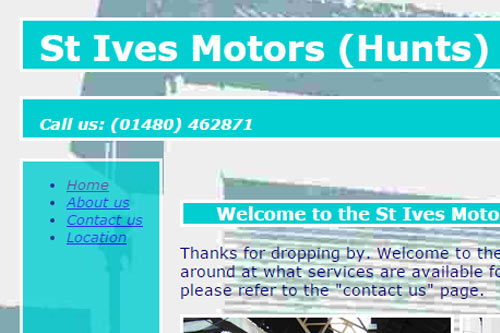 St Ives Motors (Hunts)
Call us: (01480) 462871
Home
About us
Contact us
Location
Welcome to the St Ives Moto
Thanks for dropping by. Welcome to the
around at what services are available fo
please refer to the "contact us" page.